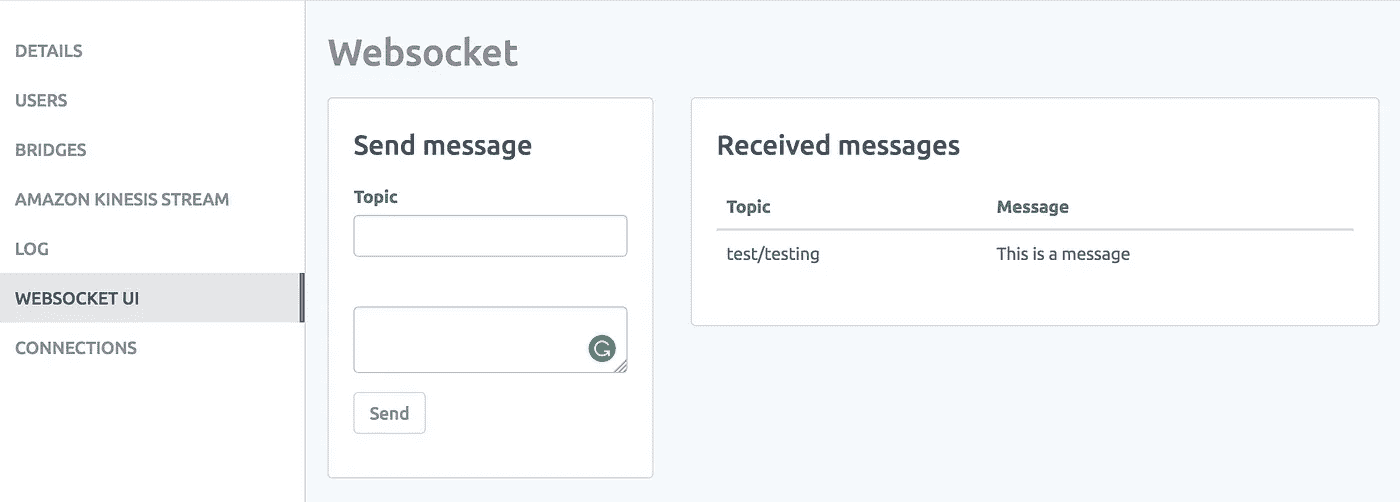 DETAILS
USERS
BRIDGES
AMAZON KINESIS STREAM
LOG
WEBSOCKET UI
CONNECTIONS
Websocket
Send message
Topic
Send
Received messages
Topic Message
test/testing This is a message